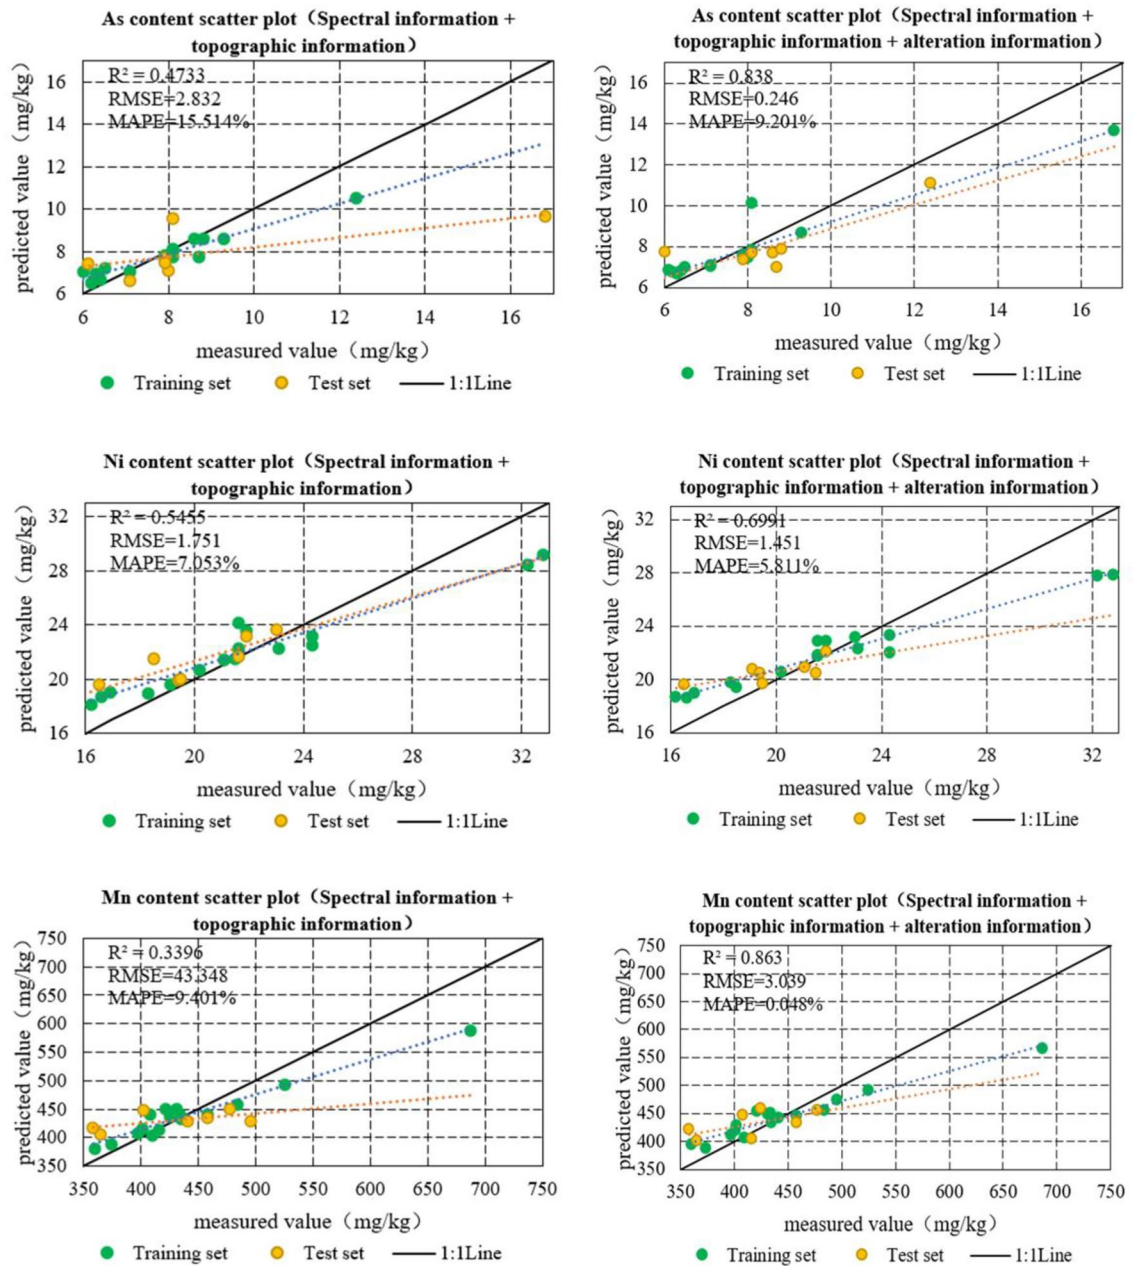 As content scatter plot（Spectral information +
topographic information）
R² = 0.4733
RMSE=2.832
MAPE=15.514%
predicted value（mg/kg）
16
14
12
10
8
6
6 8 10 12 14 16
measured value（mg/kg）
Training set Test set 1:1Line
As content scatter plot（Spectral information +
topographic information + alteration information）
R² = 0.838
RMSE=0.246
MAPE=9.201%
predicted value（mg/kg）
16
14
12
10
8
6
6 8 10 12 14 16
measured value（mg/kg）
Training set Test set 1:1Line
Ni content scatter plot（Spectral information +
topographic information）
R² = 0.5455
RMSE=1.751
MAPE=7.053%
predicted value（mg/kg）
32
28
24
20
16
16 20 24 28 32
measured value（mg/kg）
Training set Test set 1:1Line
Ni content scatter plot（Spectral information +
topographic information + alteration information）
R² = 0.6991
RMSE=1.451
MAPE=5.811%
predicted value（mg/kg）
32
28
24
20
16
16 20 24 28 32
measured value（mg/kg）
Training set Test set 1:1Line
Mn content scatter plot（Spectral information +
topographic information）
R² = 0.3396
RMSE=43.348
MAPE=9.401%
predicted value（mg/kg）
750
700
650
600
550
500
450
400
350
350 400 450 500 550 600 650 700 750
measured value（mg/kg）
Training set Test set 1:1Line
Mn content scatter plot（Spectral information +
topographic information + alteration information）
R² = 0.863
RMSE=3.039
MAPE=0.048%
predicted value（mg/kg）
750
700
650
600
550
500
450
400
350
350 400 450 500 550 600 650 700 750
measured value（mg/kg）
Training set Test set 1:1Line